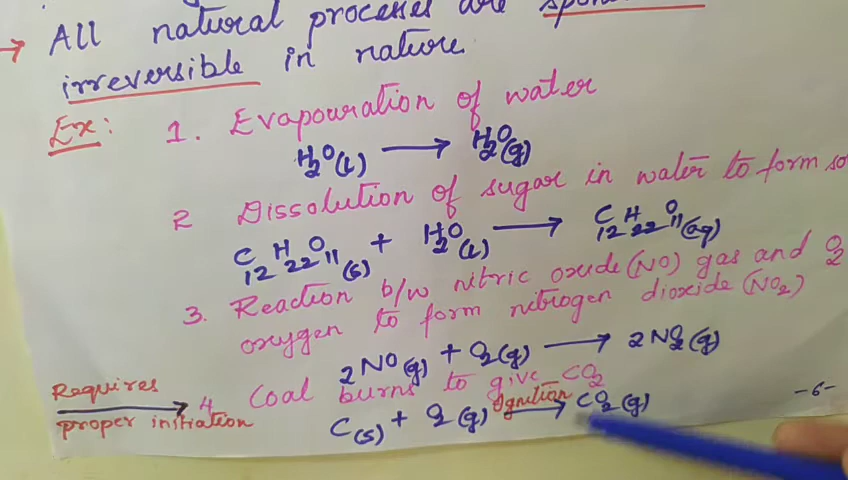 → All natural processes are
irreversible in nature
Ex: 1. Evapouration of water
H2O(l) → H2O(g)
2 Dissolution of sugar in water to form
C12H22O11(s) + H2O(l) → C12H22O11(aq)
3. Reaction b/w nitric oxide (NO) gas and O2
oxygen to form nitrogen dioxide (NO2)
2NO(g) + O2(g) → 2NO2(g)
Requires proper initiation → 4 Coal burns to give CO2
C(s) + O2(g) Ignition → CO2(g)
-6-